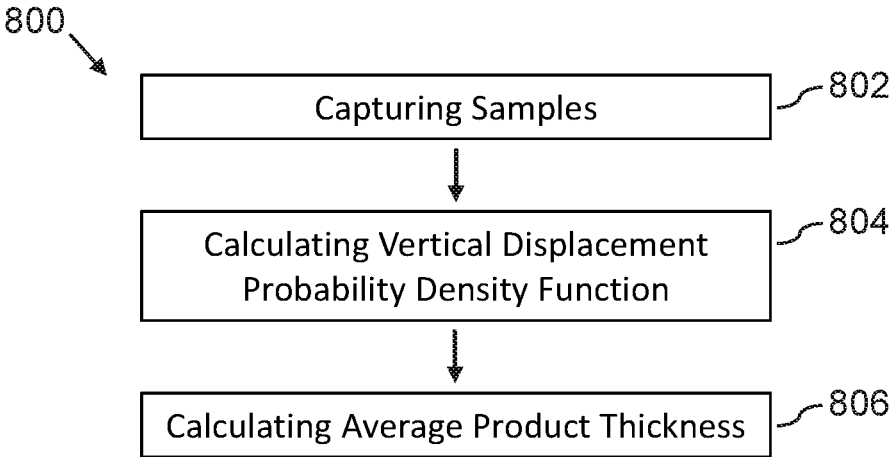 800
Capturing Samples
802
Calculating Vertical Displacement
Probability Density Function
804
Calculating Average Product Thickness
806